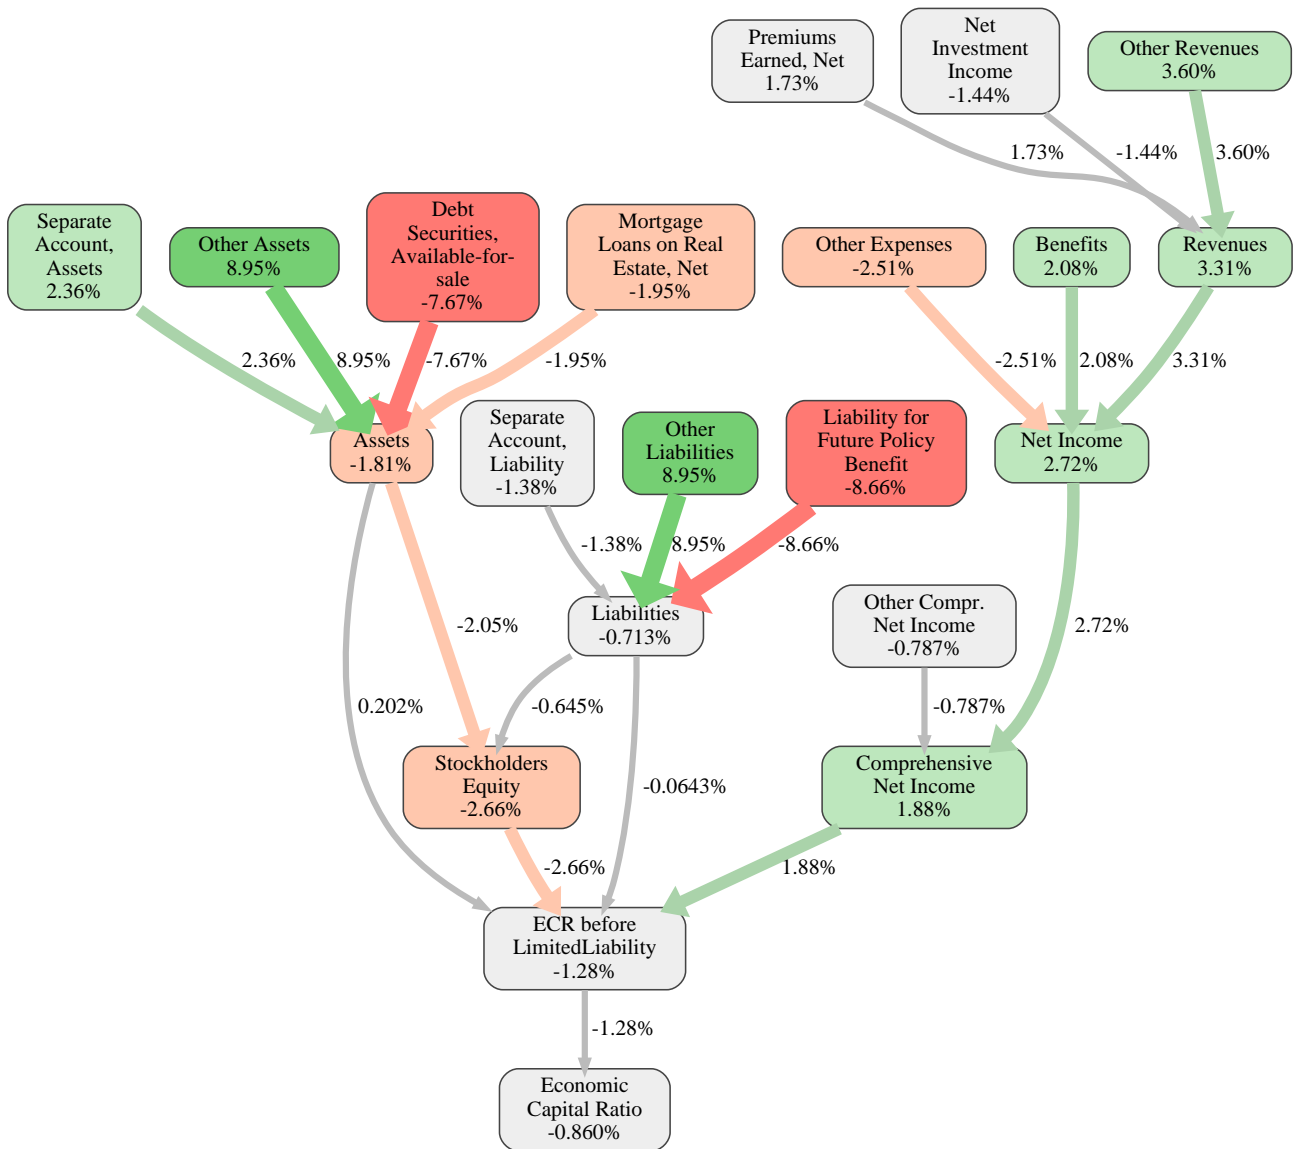 Premiums
Earned, Net
1.73%
Net
Investment
Income
-1.44%
Other Revenues
3.60%
1.73%
-1.44%
3.60%
Separate
Account,
Assets
2.36%
Other Assets
8.95%
Debt
Securities,
Available-for-
sale
-7.67%
Mortgage
Loans on Real
Estate, Net
-1.95%
Other Expenses
-2.51%
Benefits
2.08%
Revenues
3.31%
2.36%
8.95%
-7.67%
-1.95%
-2.51%
2.08%
3.31%
Assets
-1.81%
Separate
Account,
Liability
-1.38%
Other
Liabilities
8.95%
Liability for
Future Policy
Benefit
-8.66%
Net Income
2.72%
-1.38%
8.95%
-8.66%
Liabilities
-0.713%
Other Compr.
Net Income
-0.787%
-2.05%
2.72%
0.202%
-0.645%
-0.787%
Stockholders
Equity
-2.66%
-0.0643%
Comprehensive
Net Income
1.88%
-2.66%
1.88%
ECR before
LimitedLiability
-1.28%
-1.28%
Economic
Capital Ratio
-0.860%